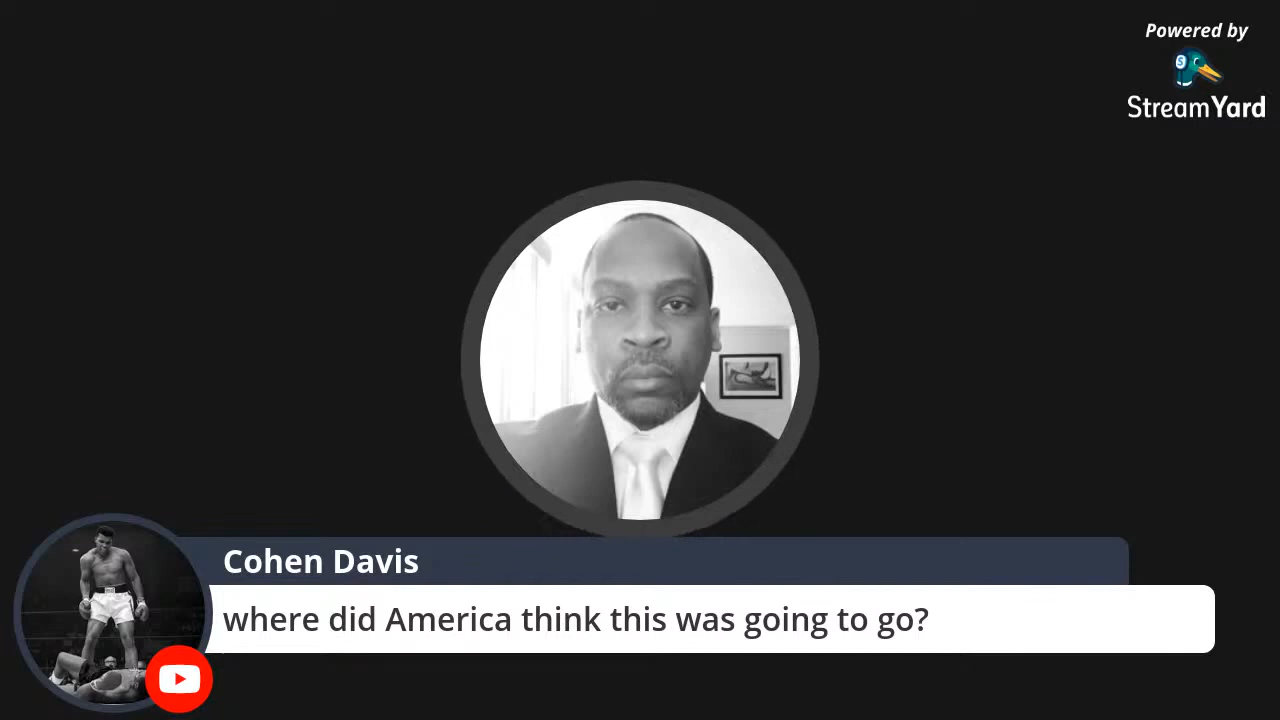 Powered by
StreamYard
Cohen Davis
where did America think this was going to go?